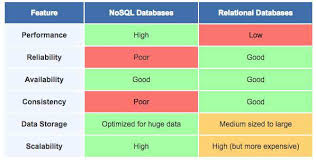 Feature NoSQL Databases Relational Databases
Performance High Low
Reliability Poor Good
Availability Good Good
Consistency Poor Good
Data Storage Optimized for huge data Medium sized to large
Scalability High High (but more expensive)